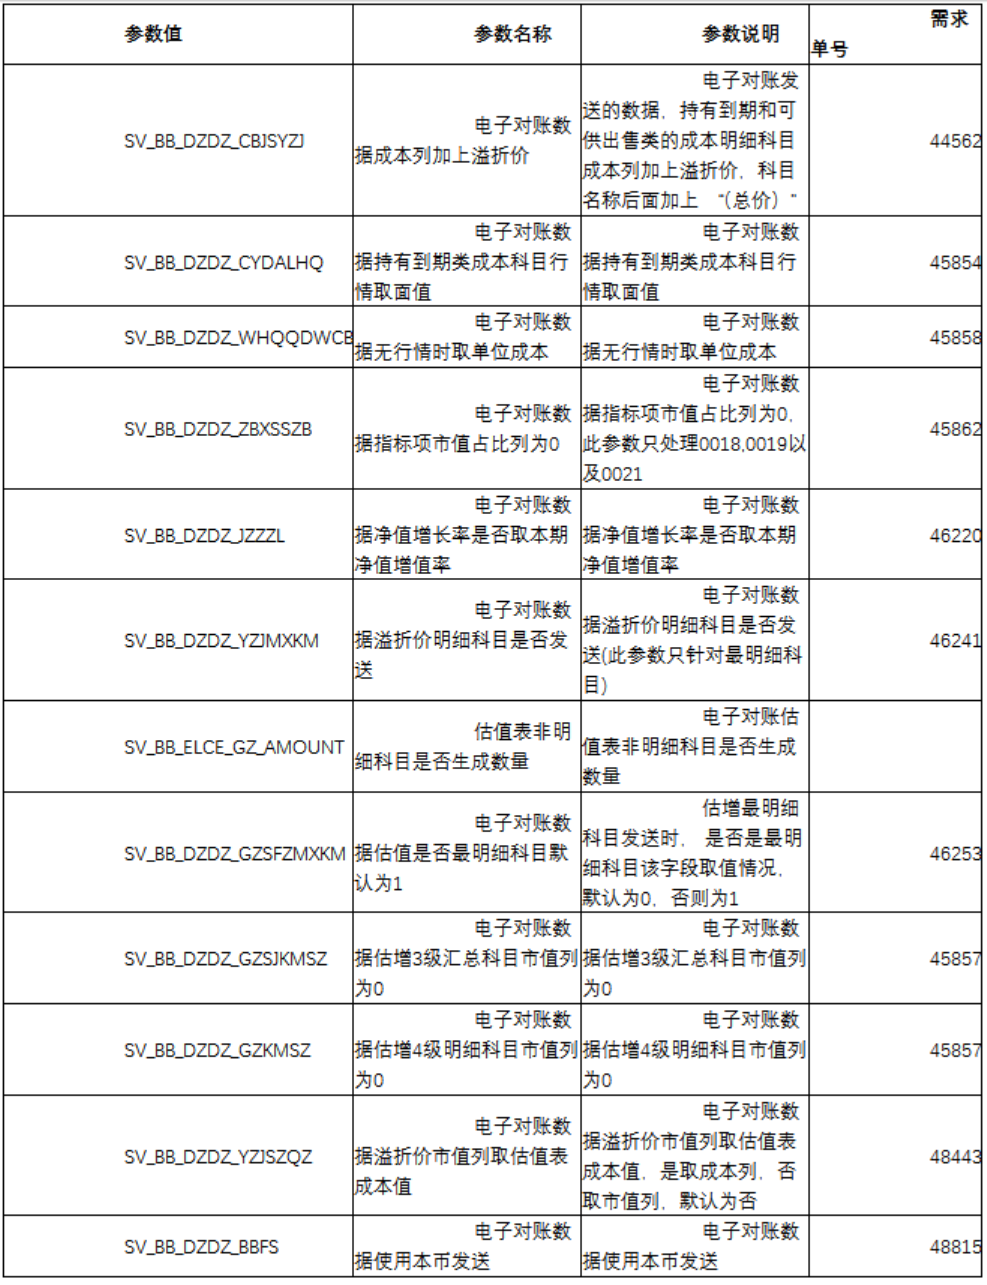 参数值 参数名称 参数说明 需求
单号
SV_BB_DZDZ_CBJSYZJ
电子对账数
据成本列加上溢折价
电子对账发
送的数据，持有到期和可
供出售类的成本明细科目
成本列加上溢折价，科目
名称后面加上 “（总价）”
44562
SV_BB_DZDZ_CYDALHQ
电子对账数
据持有到期类成本科目行
情取面值
电子对账数
据持有到期类成本科目行
情取面值
45854
SV_BB_DZDZ_WHQQDWCB
电子对账数
据无行情时取单位成本
电子对账数
据无行情时取单位成本
45858
SV_BB_DZDZ_ZBXSSZB
电子对账数
据指标项市值占比列为0
电子对账数
据指标项市值占比列为0，
此参数只处理0018,0019以
及0021
45862
SV_BB_DZDZ_JZZZL
电子对账数
据净值增长率是否取本期
净值增值率
电子对账数
据净值增长率是否取本期
净值增值率
46220
SV_BB_DZDZ_YZJMXKM
电子对账数
据溢折价明细科目是否发
送
电子对账数
据溢折价明细科目是否发
送(此参数只针对最明细科
目)
46241
SV_BB_ELCE_GZ_AMOUNT
估值表非明
细科目是否生成数量
电子对账估
值表非明细科目是否生成
数量
SV_BB_DZDZ_GZSFZMXKM
电子对账数
据估值是否最明细科目默
认为1
估增最明细
科目发送时， 是否是最明
细科目该字段取值情况，
默认为0，否则为1
46253
SV_BB_DZDZ_GZSJKMSZ
电子对账数
据估增3级汇总科目市值列
为0
电子对账数
据估增3级汇总科目市值列
为0
45857
SV_BB_DZDZ_GZKMSZ
电子对账数
据估增4级明细科目市值列
为0
电子对账数
据估增4级明细科目市值列
为0
45857
SV_BB_DZDZ_YZJSZQZ
电子对账数
据溢折价市值列取估值表
成本值
电子对账数
据溢折价市值列取估值表
成本值，是取成本列，否
取市值列，默认为否
48443
SV_BB_DZDZ_BBFS
电子对账数
据使用本币发送
电子对账数
据使用本币发送
48815